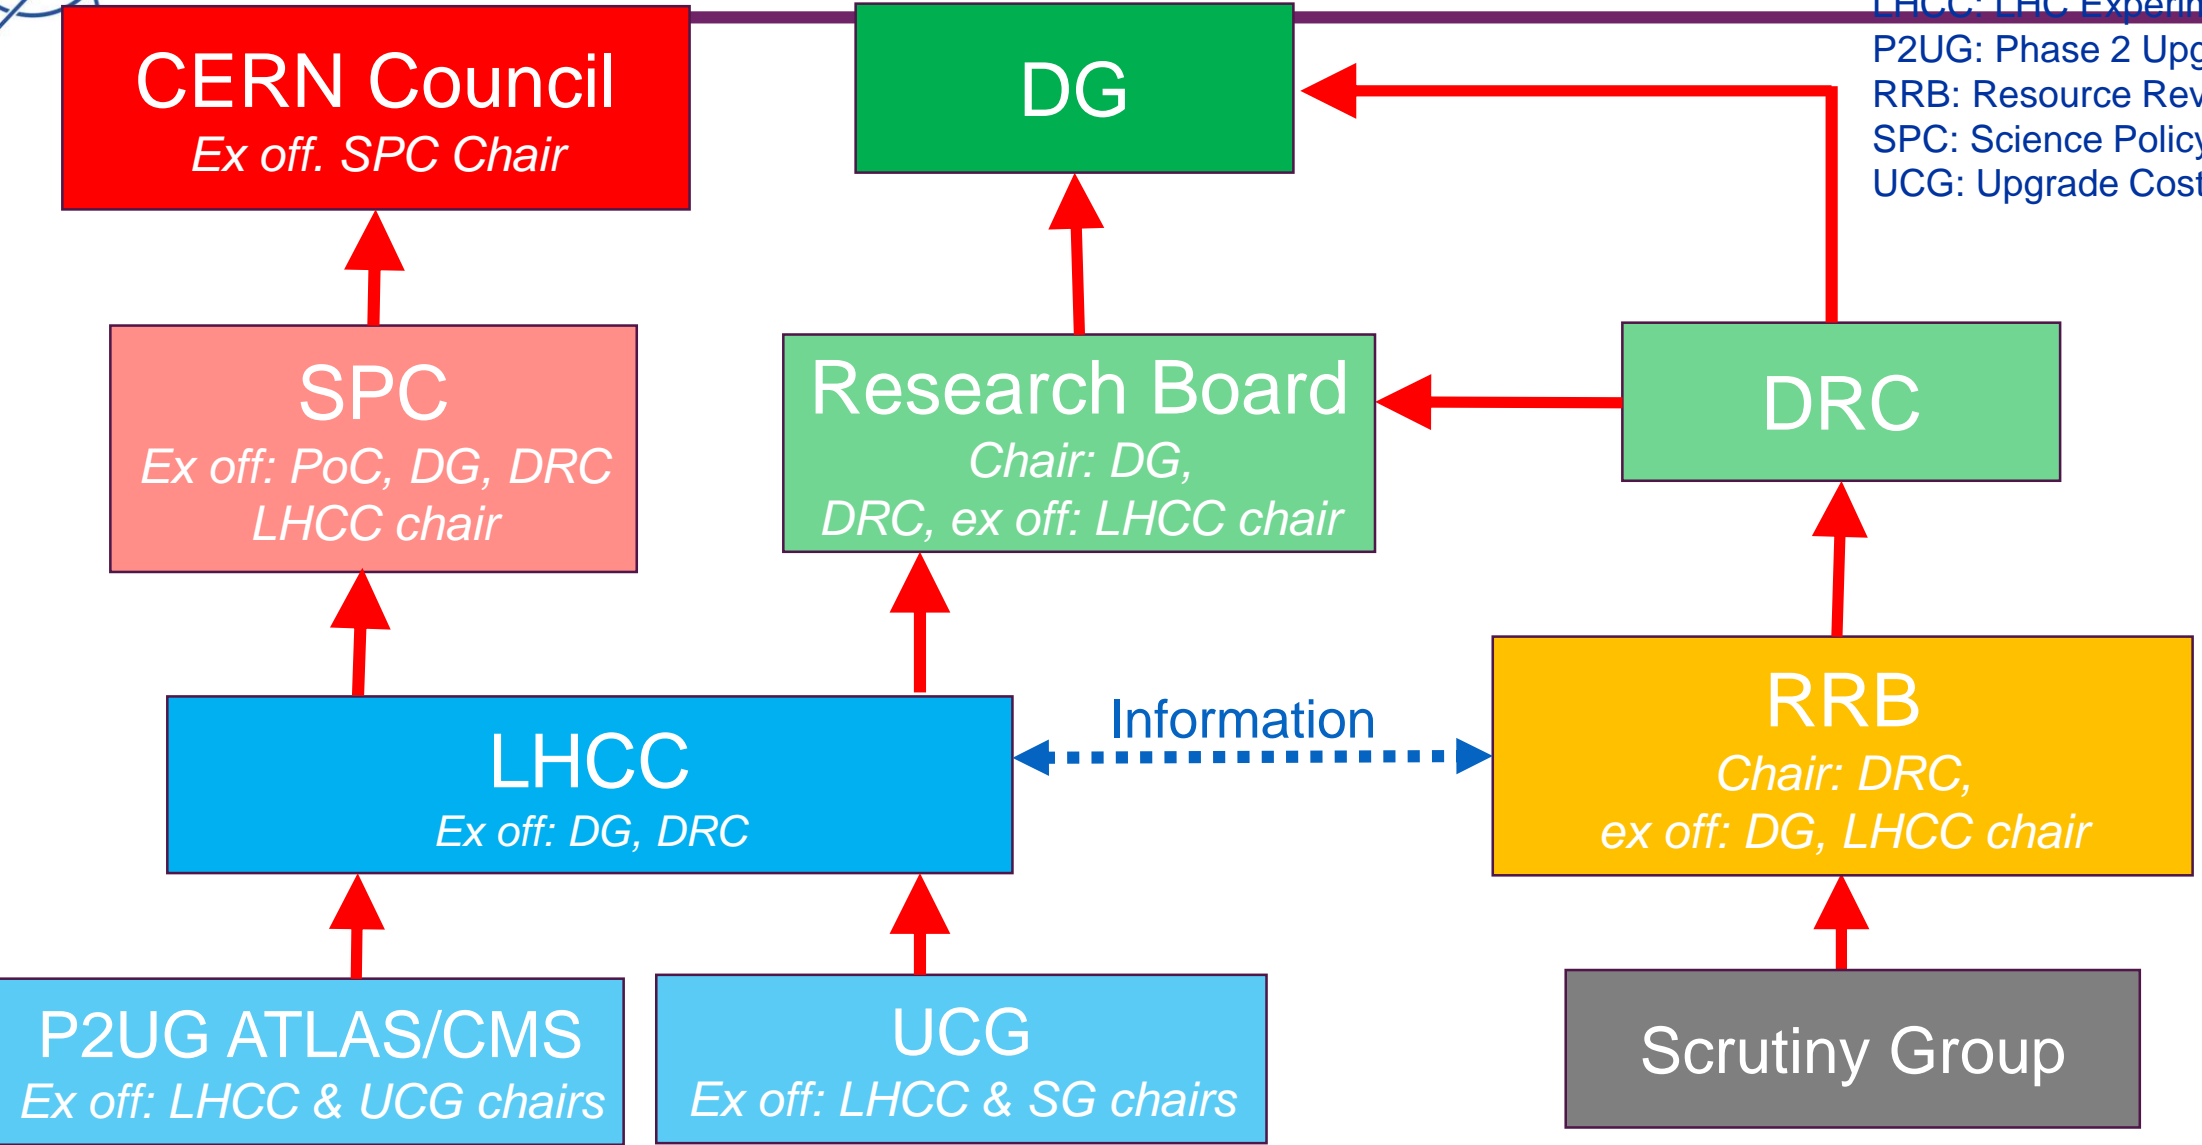 CERN Council
Ex off. SPC Chair
DG
LHCC: LHC
P2UG: Phase 2
RRB: Resource
SPC: Science Policy
UCG: Upgrade Cost
SPC
Ex off: PoC, DG, DRC
LHCC chair
Research Board
Chair: DG,
DRC, ex off: LHCC chair
DRC
LHCC
Ex off: DG, DRC
Information
RRB
Chair: DRC,
ex off: DG, LHCC chair
P2UG ATLAS/CMS
Ex off: LHCC & UCG chairs
UCG
Ex off: LHCC & SG chairs
Scrutiny Group